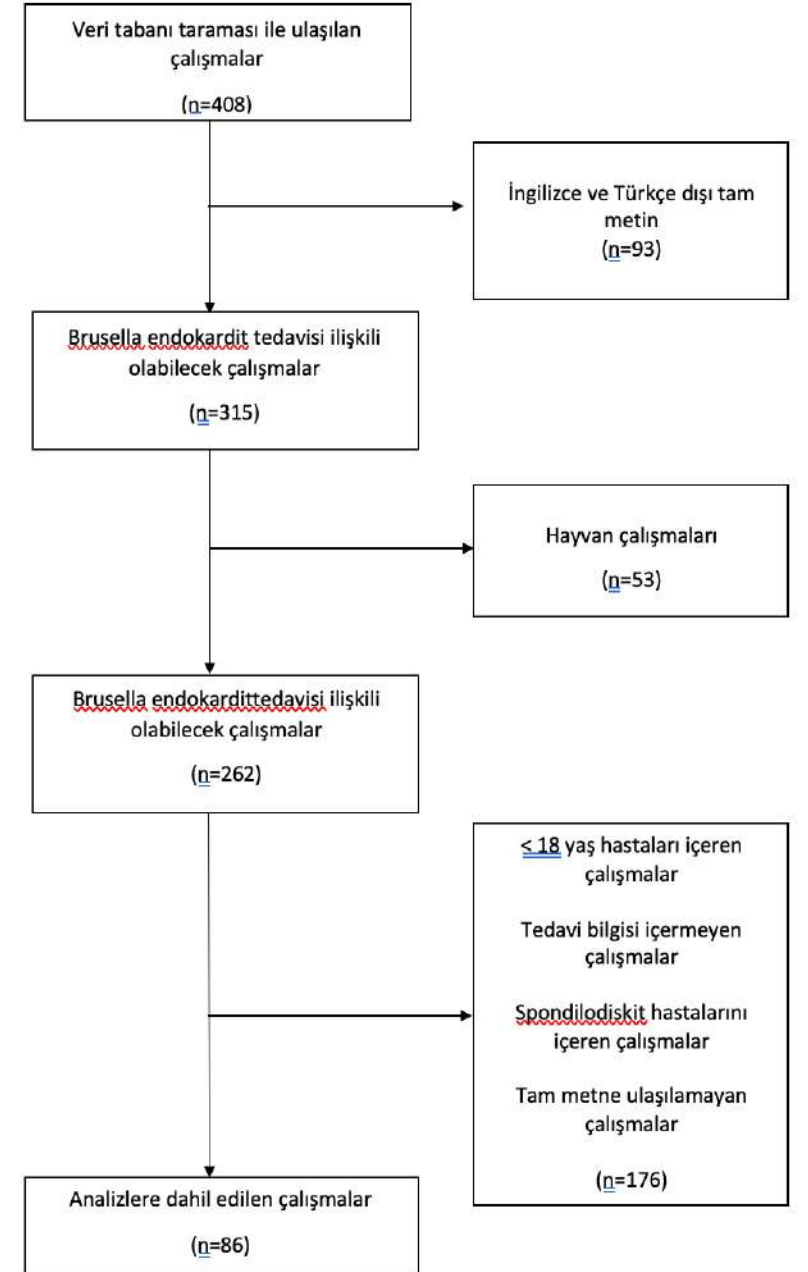 Veri tabanı taraması ile ulaşılan
çalışmalar
(n=408)
İngilizce ve Türkçe dışı tam
metin
(n=93)
Brusella endokardit tedavisi ilişkili
olabilecek çalışmalar
(n=315)
Hayvan çalışmaları
(n=53)
Brusella endokardittedavisi ilişkili
olabilecek çalışmalar
(n=262)
< 18 yaş hastaları içeren
çalışmalar
Tedavi bilgisi içermeyen
çalışmalar
Spondilodiskit hastalarını
içeren çalışmalar
Tam metne ulaşılamayan
çalışmalar
(n=176)
Analizlere dahil edilen çalışmalar
(n=86)